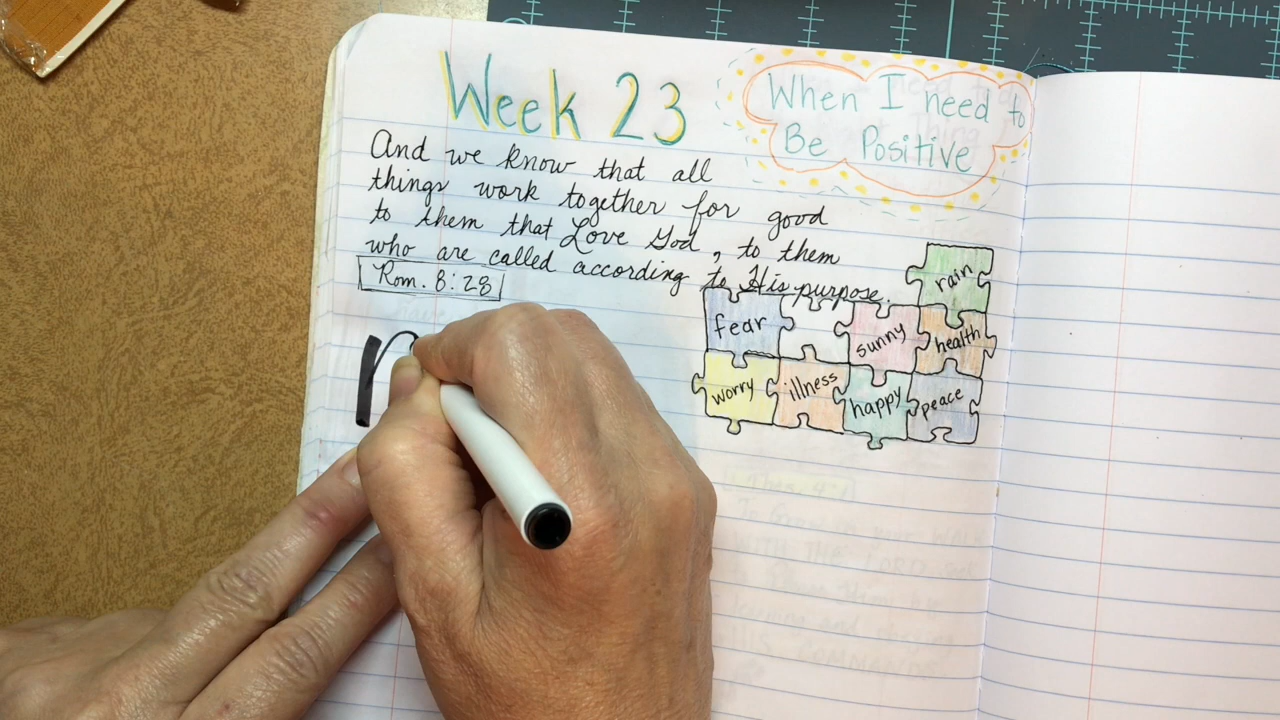 Week 23
When I need to
Be Positive
And we know that all
things work together for good
to them that Love God, to them
who are called according to His purpose.
Rom. 8:28
rain
fear
sunny
health
worry
illness
happy
peace